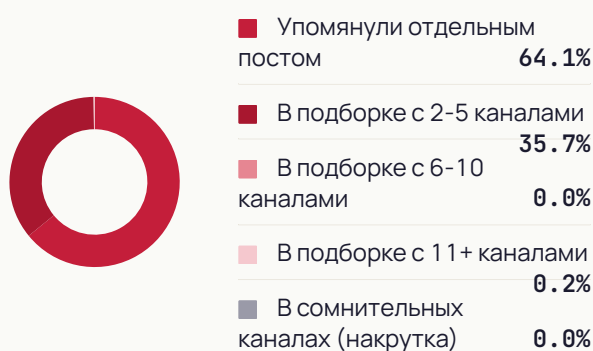 Упомянули отдельным
постом 64.1%
В подборке с 2-5 каналами
35.7%
В подборке с 6-10
каналами 0.0%
В подборке с 11+ каналами
0.2%
В сомнительных
каналах (накрутка) 0.0%